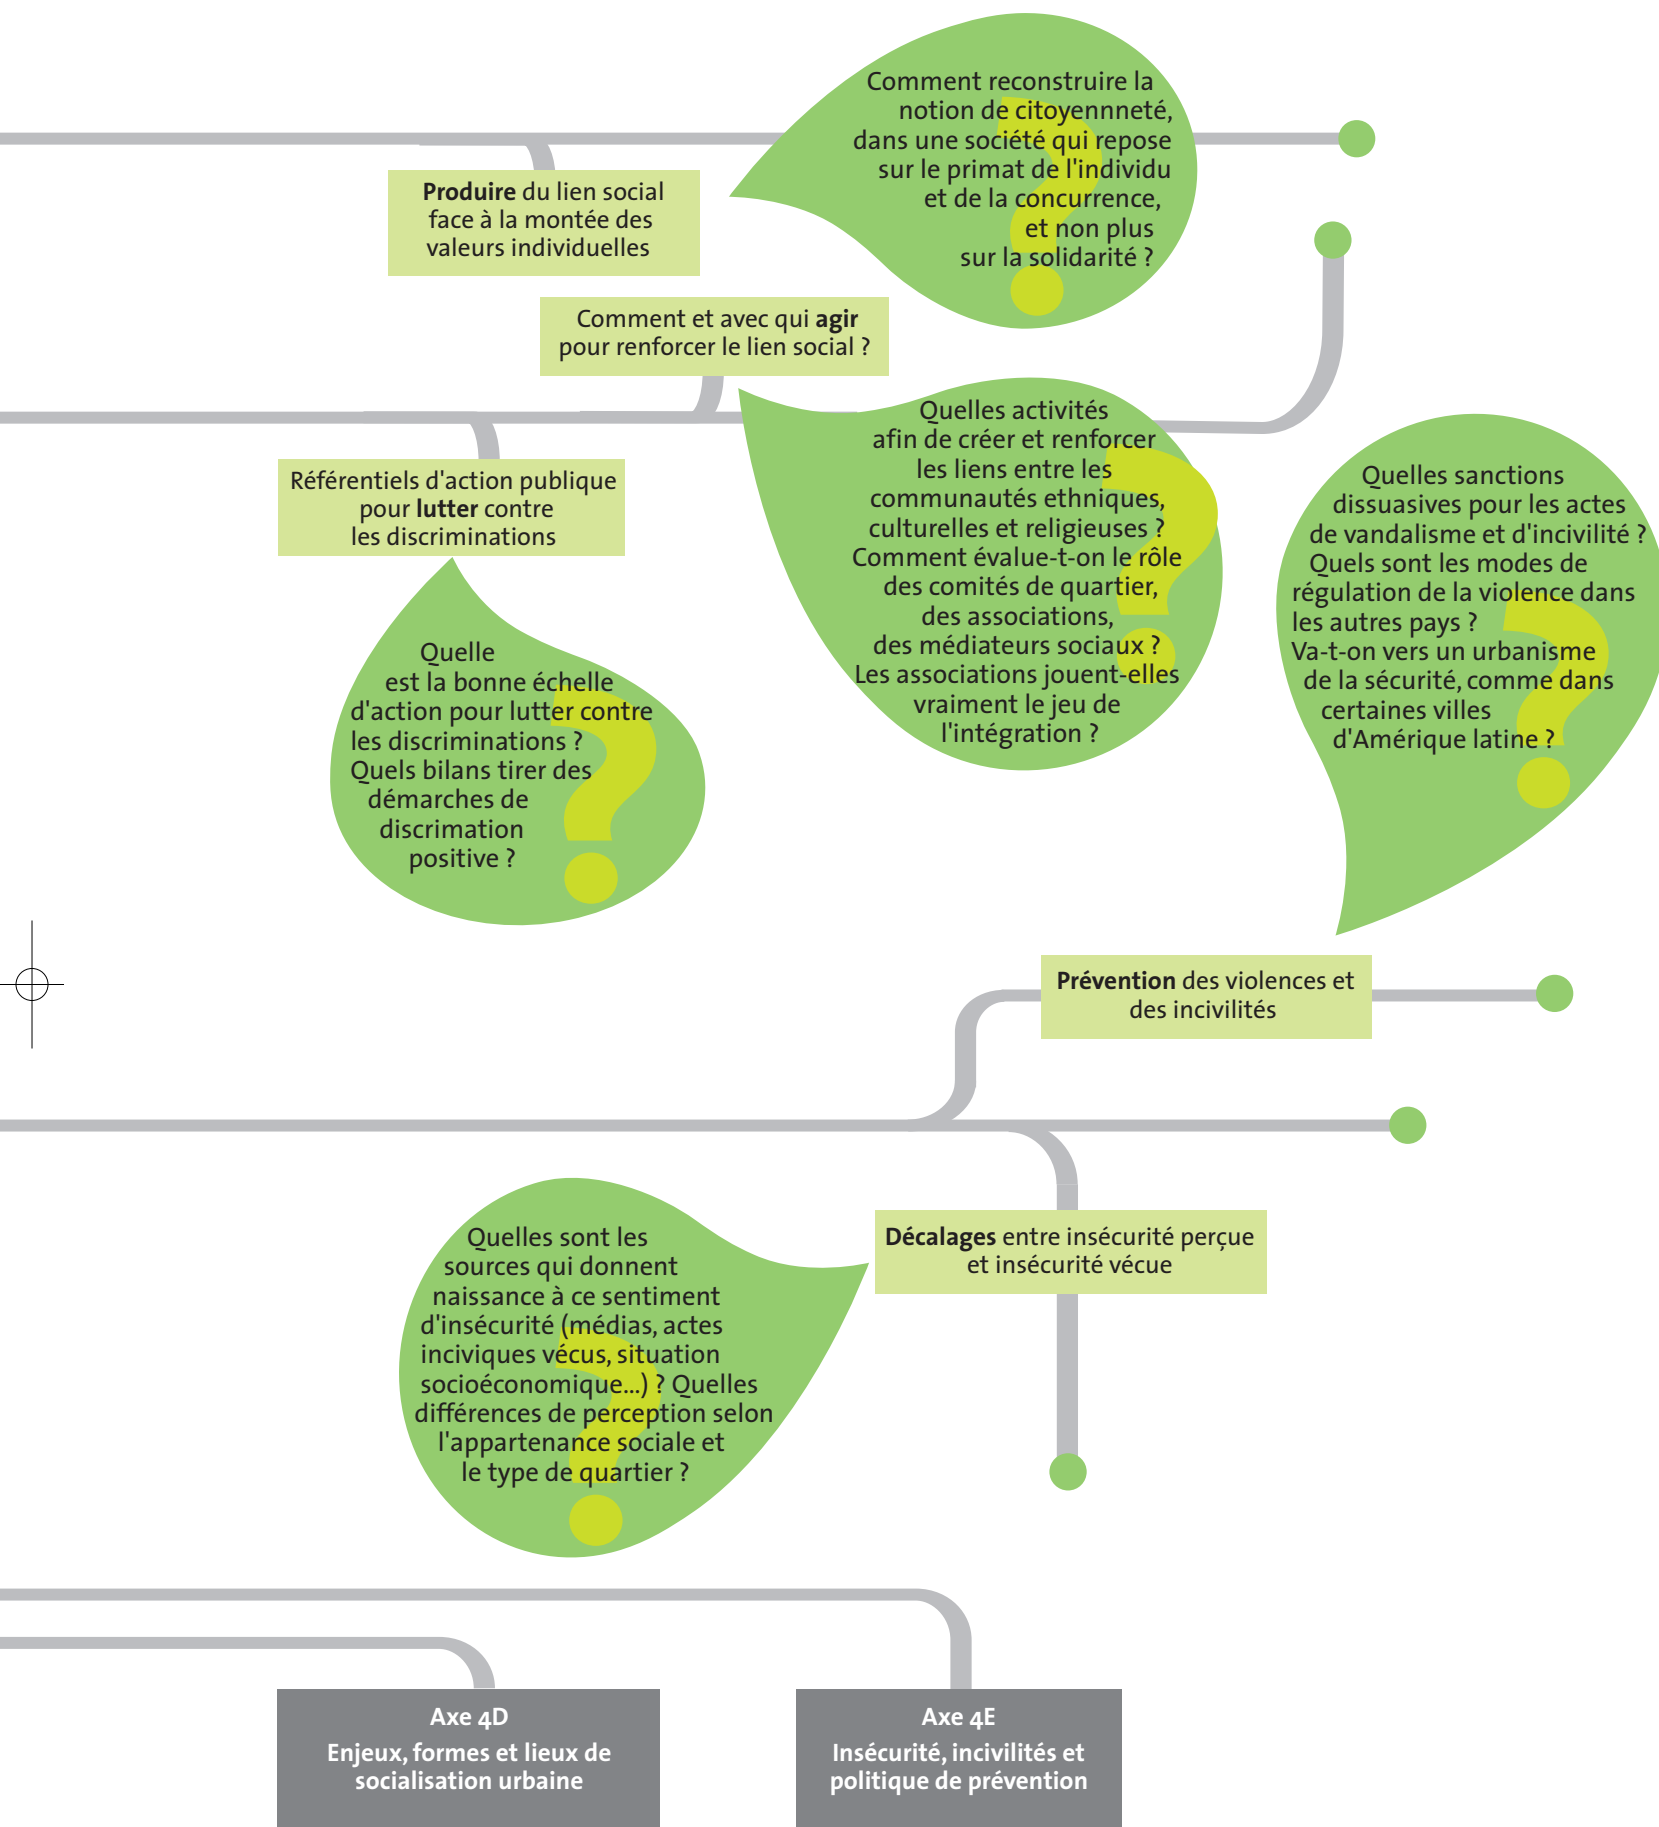 Comment reconstruire la
notion de citoyennneté,
dans une société qui repose
sur le primat de l'individu
et de la concurrence,
et non plus
sur la solidarité ?
?
Produire du lien social
face à la montée des
valeurs individuelles
Comment et avec qui agir
pour renforcer le lien social ?
Quelles activités
afin de créer et renforcer
les liens entre les
communautés ethniques,
culturelles et religieuses ?
Comment évalue-t-on le rôle
des comités de quartier,
des associations,
des médiateurs sociaux ?
Les associations jouent-elles
vraiment le jeu de
l'intégration ?
?
Référentiels d'action publique
pour lutter contre
les discriminations
Quelle
est la bonne échelle
d'action pour lutter contre
les discriminations ?
Quels bilans tirer des
démarches de
discrimation
positive ?
?
Quelles sanctions
dissuasives pour les actes
de vandalisme et d'incivilité ?
Quels sont les modes de
régulation de la violence dans
les autres pays ?
Va-t-on vers un urbanisme
de la sécurité, comme dans
certaines villes
d'Amérique latine ?
?
Prévention des violences et
des incivilités
Décalages entre insécurité perçue
et insécurité vécue
Quelles sont les
sources qui donnent
naissance à ce sentiment
d'insécurité (médias, actes
inciviques vécus, situation
socioéconomique...) ? Quelles
différences de perception selon
l'appartenance sociale et
le type de quartier ?
?
Axe 4D
Enjeux, formes et lieux de
socialisation urbaine
Axe 4E
Insécurité, incivilités et
politique de prévention